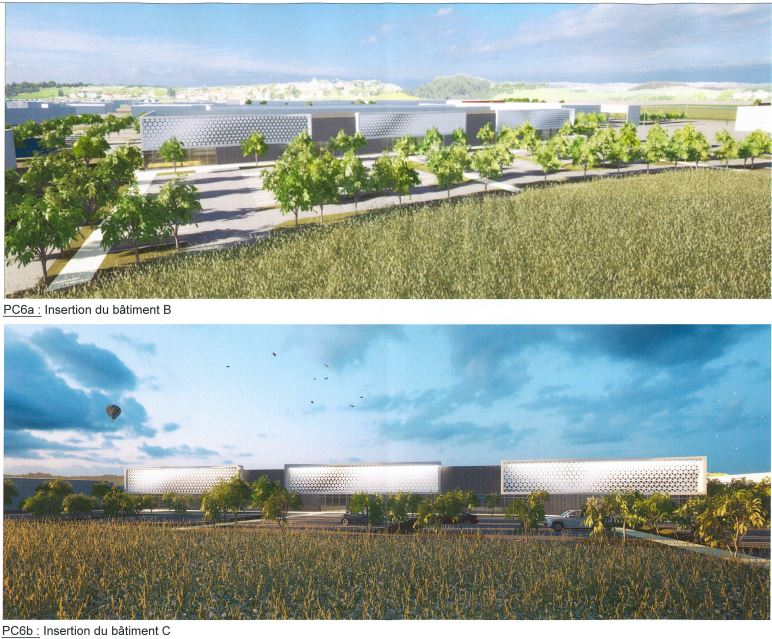 PC6a : Insertion du bâtiment B
PC6b : Insertion du bâtiment C